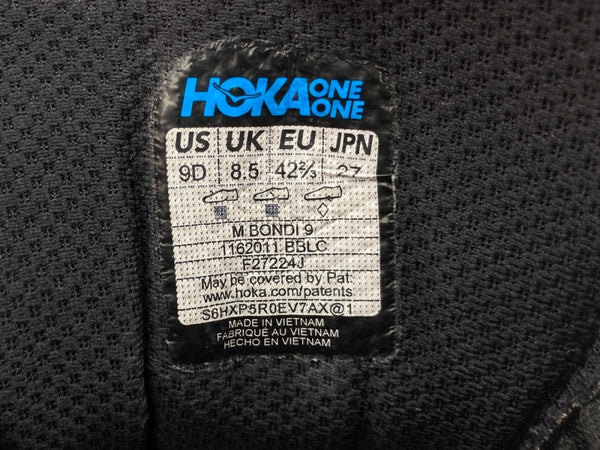 HOKA ONE ONE
US UK EU JPN
9D 8.5 42⅔ 27
M BONDI 9
1162011 BBLC
F27224J
May be covered by Pat:
www.hoka.com/patents
S6HXP5R0EV7AX@1
MADE IN VIETNAM
FABRIQUE AU VIETNAM
HECHO EN VIETNAM